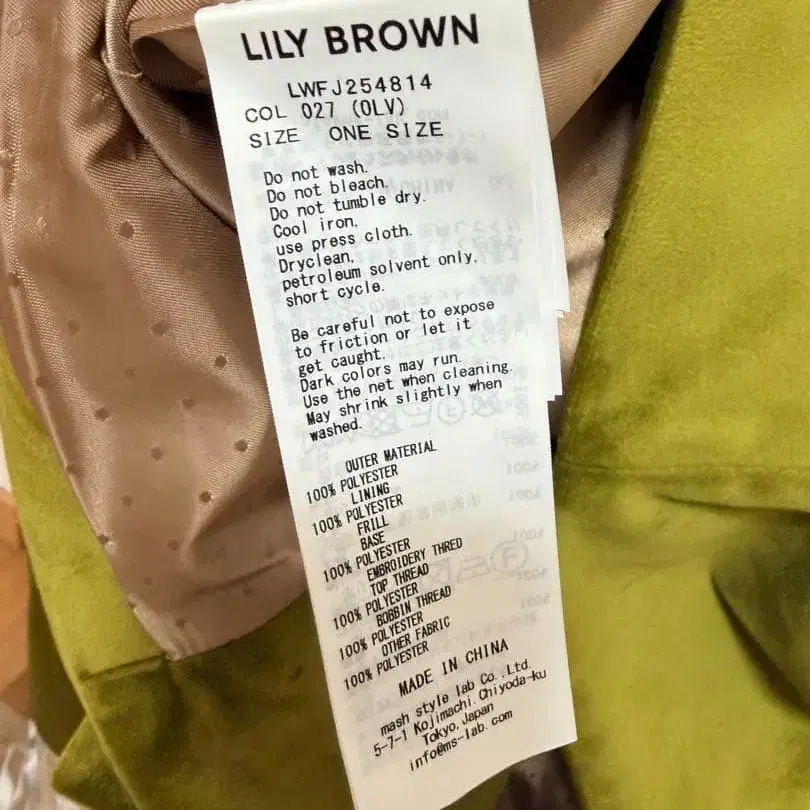 LILY BROWN
LWFJ254814
COL 027 (OLV)
SIZE ONE SIZE
Do not wash.
Do not bleach.
Do not tumble dry.
Cool iron.
use press cloth.
Dryclean.
petroleum solvent only.
short cycle.
Be careful not to expose
to friction or let it
get caught.
Dark colors may run.
Use the net when cleaning.
May shrink slightly when
washed.
OUTER MATERIAL
100% POLYESTER
LINING
100% POLYESTER
FRILL
BASE
100% POLYESTER
EMBROIDERY THRED
TOP THREAD
100% POLYESTER
BOBBIN THREAD
100% POLYESTER
OTHER FABRIC
100% POLYESTER
MADE IN CHINA
mash style lab Co.,Ltd.
5-7-1 Kojimachi, Chiyoda-ku
Tokyo, Japan
info@ms-lab.com